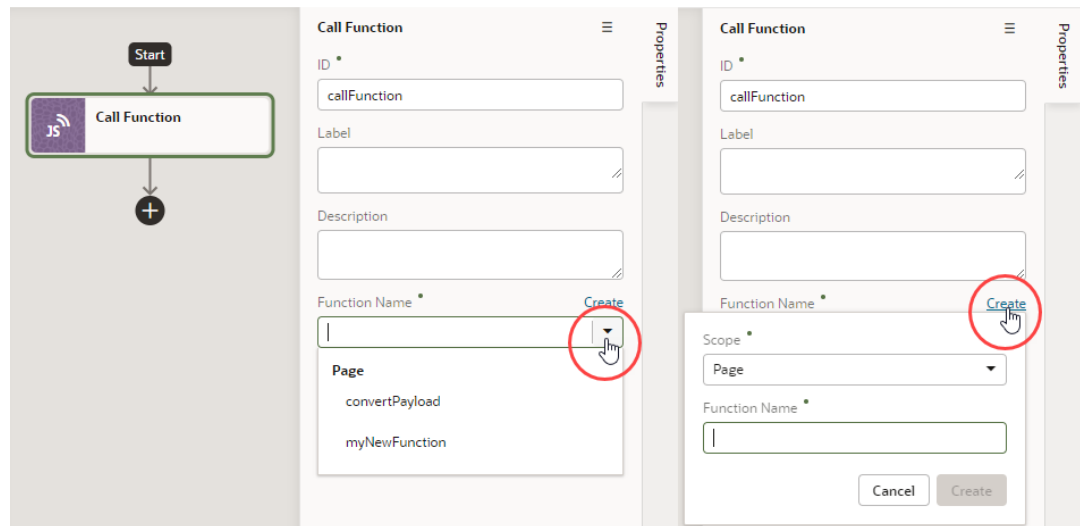 Start
JS
Call Function
Call Function
ID
callFunction
Label
Description
Function Name
Create
Page
convertPayload
myNewFunction
Properties
Call Function
ID
callFunction
Label
Description
Function Name
Create
Scope
Page
Function Name
Cancel
Create
Properties